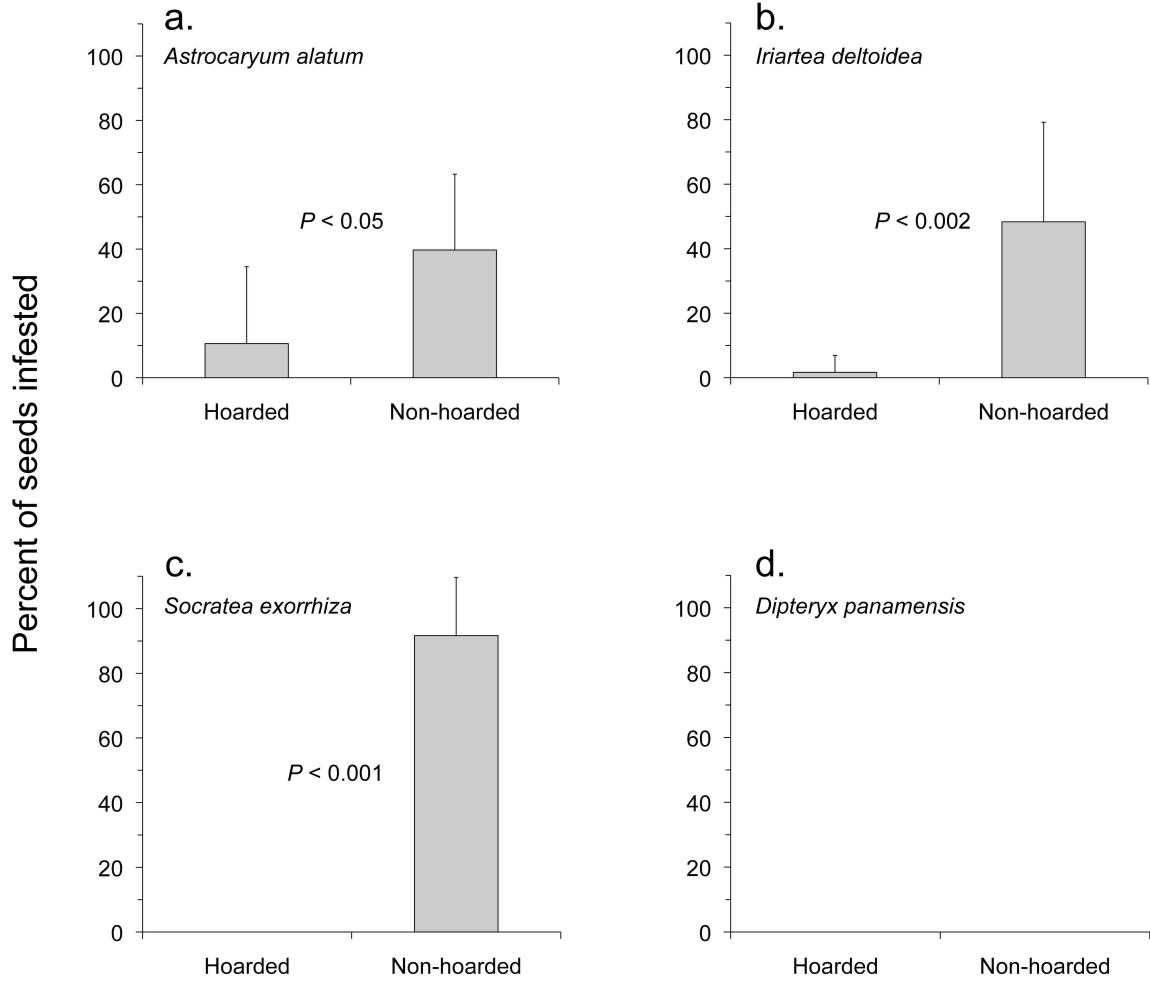 Percent of seeds infested
a.
Astrocaryum alatum
100
80
60
40
20
0
P < 0.05
Hoarded Non-hoarded
b.
Iriartea deltoidea
100
80
60
40
20
0
P < 0.002
Hoarded Non-hoarded
c.
Socratea exorrhiza
100
80
60
40
20
0
P < 0.001
Hoarded Non-hoarded
d.
Dipteryx panamensis
100
80
60
40
20
0
Hoarded Non-hoarded